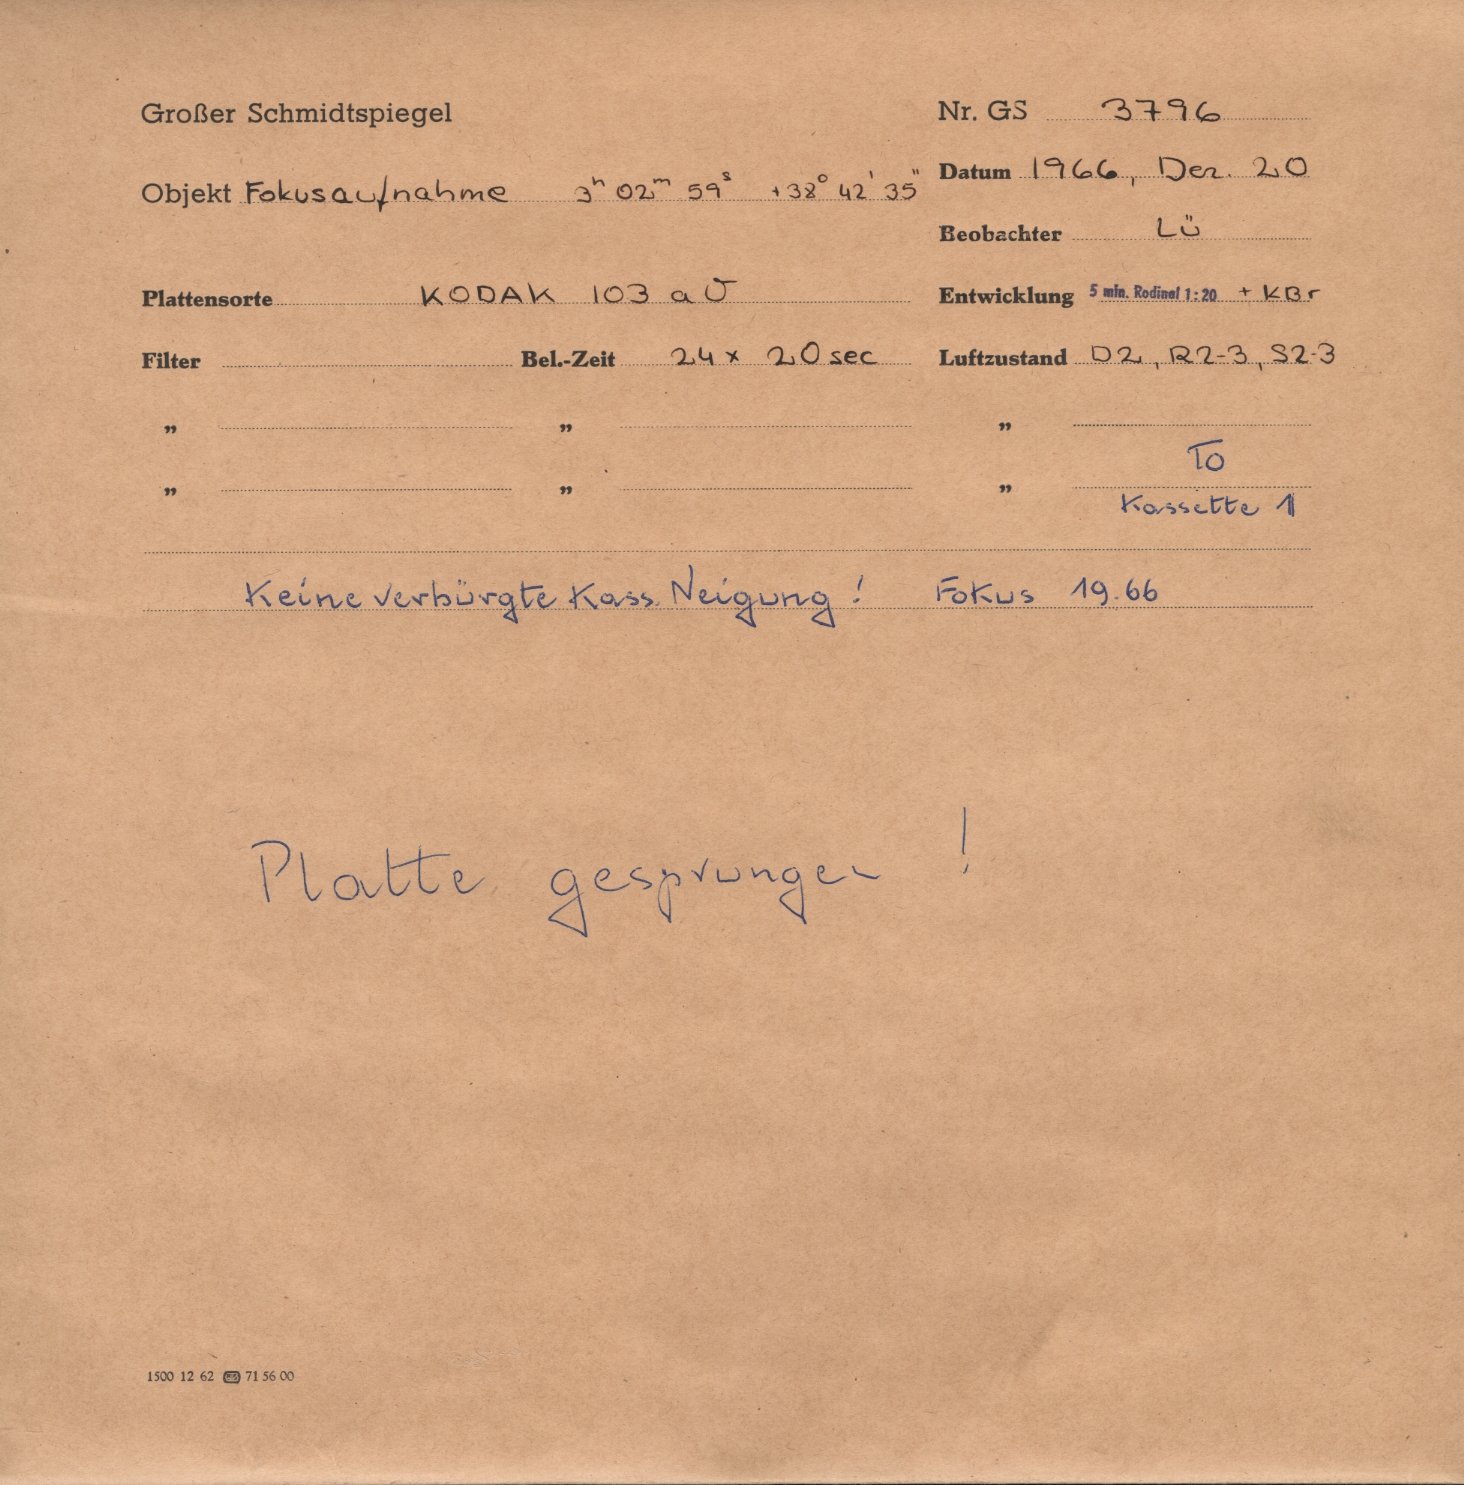 Großer Schmidtspiegel Nr. GS 3796
Datum 1966, Dez. 20
Objekt Fokusaufnahme 3ʰ 02ᵐ 59ˢ +38° 42' 35"
Beobachter Lü
Plattensorte KODAK 103 a O Entwicklung 5 min. Rodinal 1:20 + KBr
Filter Bel.-Zeit 24 x 20 sec Luftzustand D2, R2-3, S2-3
„ „ „
To
„ „ „
Kassette 1
Keine verbürgte Kass. Neigung! Fokus 19.66
Platte gesprungen !
1500 12 62 71 56 00